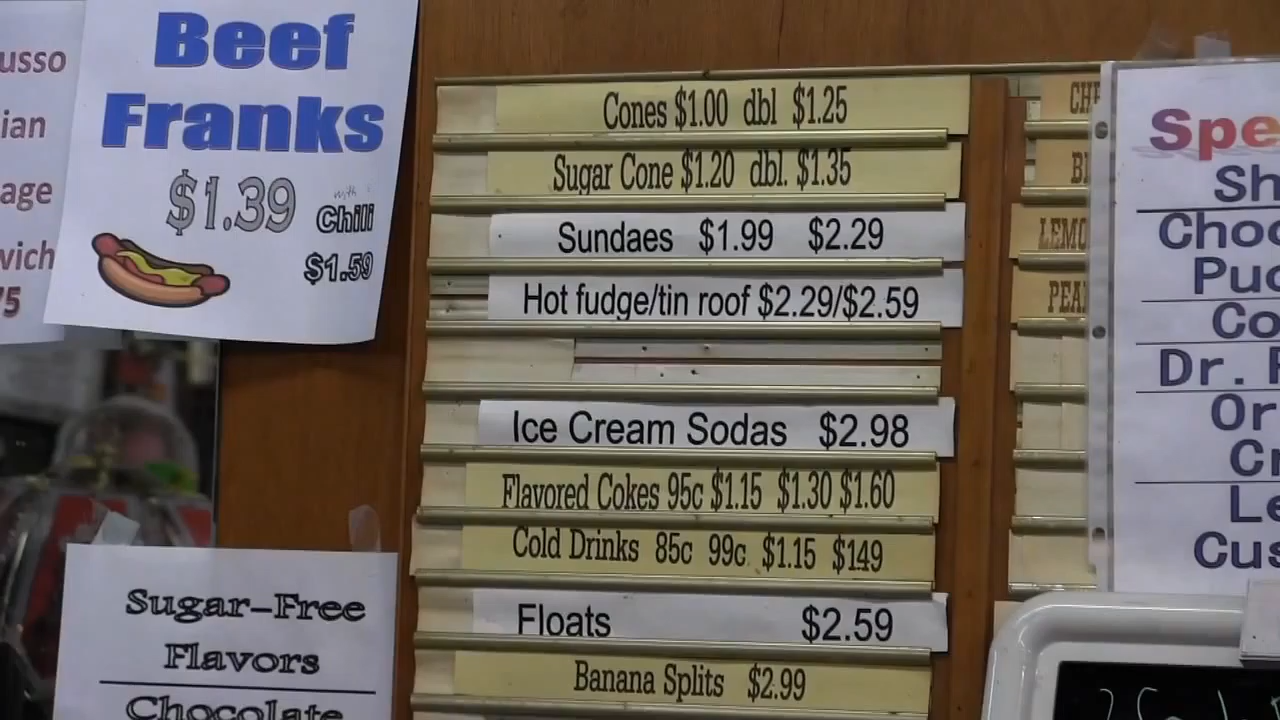 usso
ian
age
wich
75
Beef
Franks
$1.39
with
Chili
$1.59
Sugar-Free
Flavors
Chocolate
Cones $1.00 dbl $1.25
Sugar Cone $1.20 dbl. $1.35
Sundaes $1.99 $2.29
Hot fudge/tin roof $2.29/$2.59
Ice Cream Sodas $2.98
Flavored Cokes 95c $1.15 $1.30 $1.60
Cold Drinks 85c 99c $1.15 $149
Floats $2.59
Banana Splits $2.99
CH
LEMO
PEA
Spe
Sh
Choc
Puc
Co
Dr.
Or
Le
Cus